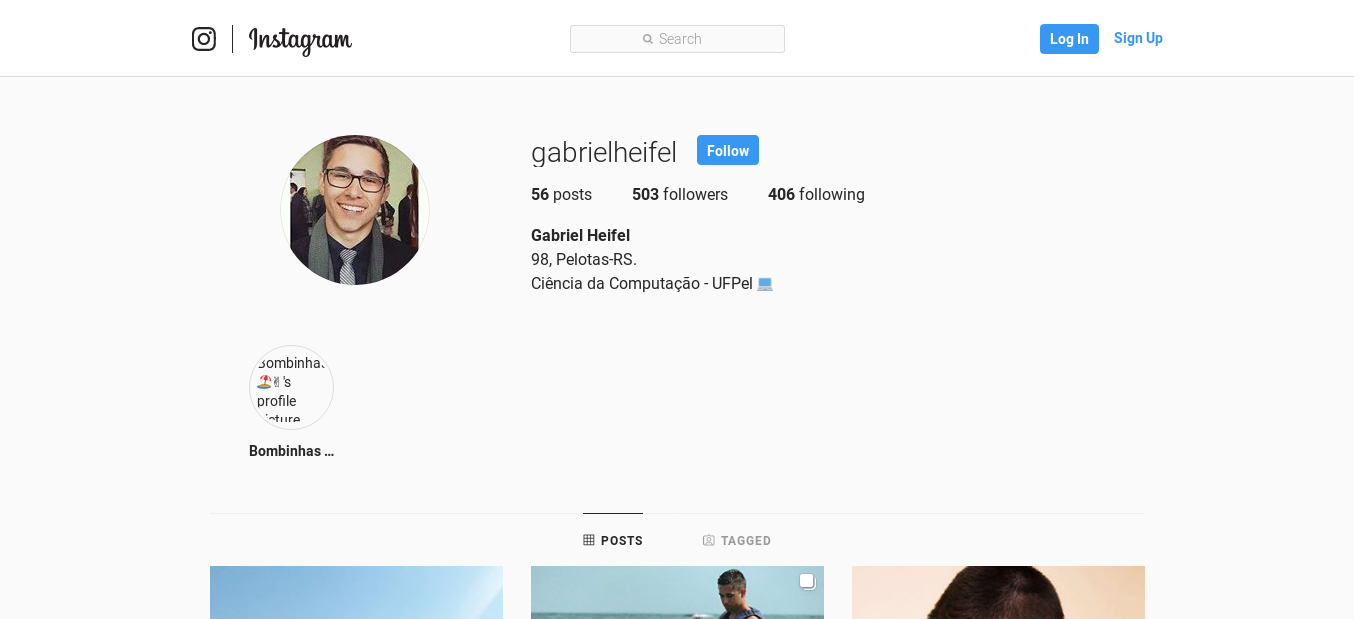 Instagram
Search
Log In
Sign Up
gabrielheifel
Follow
56 posts 503 followers 406 following
Gabriel Heifel
98, Pelotas-RS.
Ciência da Computação - UFPel 💻
Bombinhas
🏖️✌️'s
profile
picture
Bombinhas ...
POSTS
TAGGED